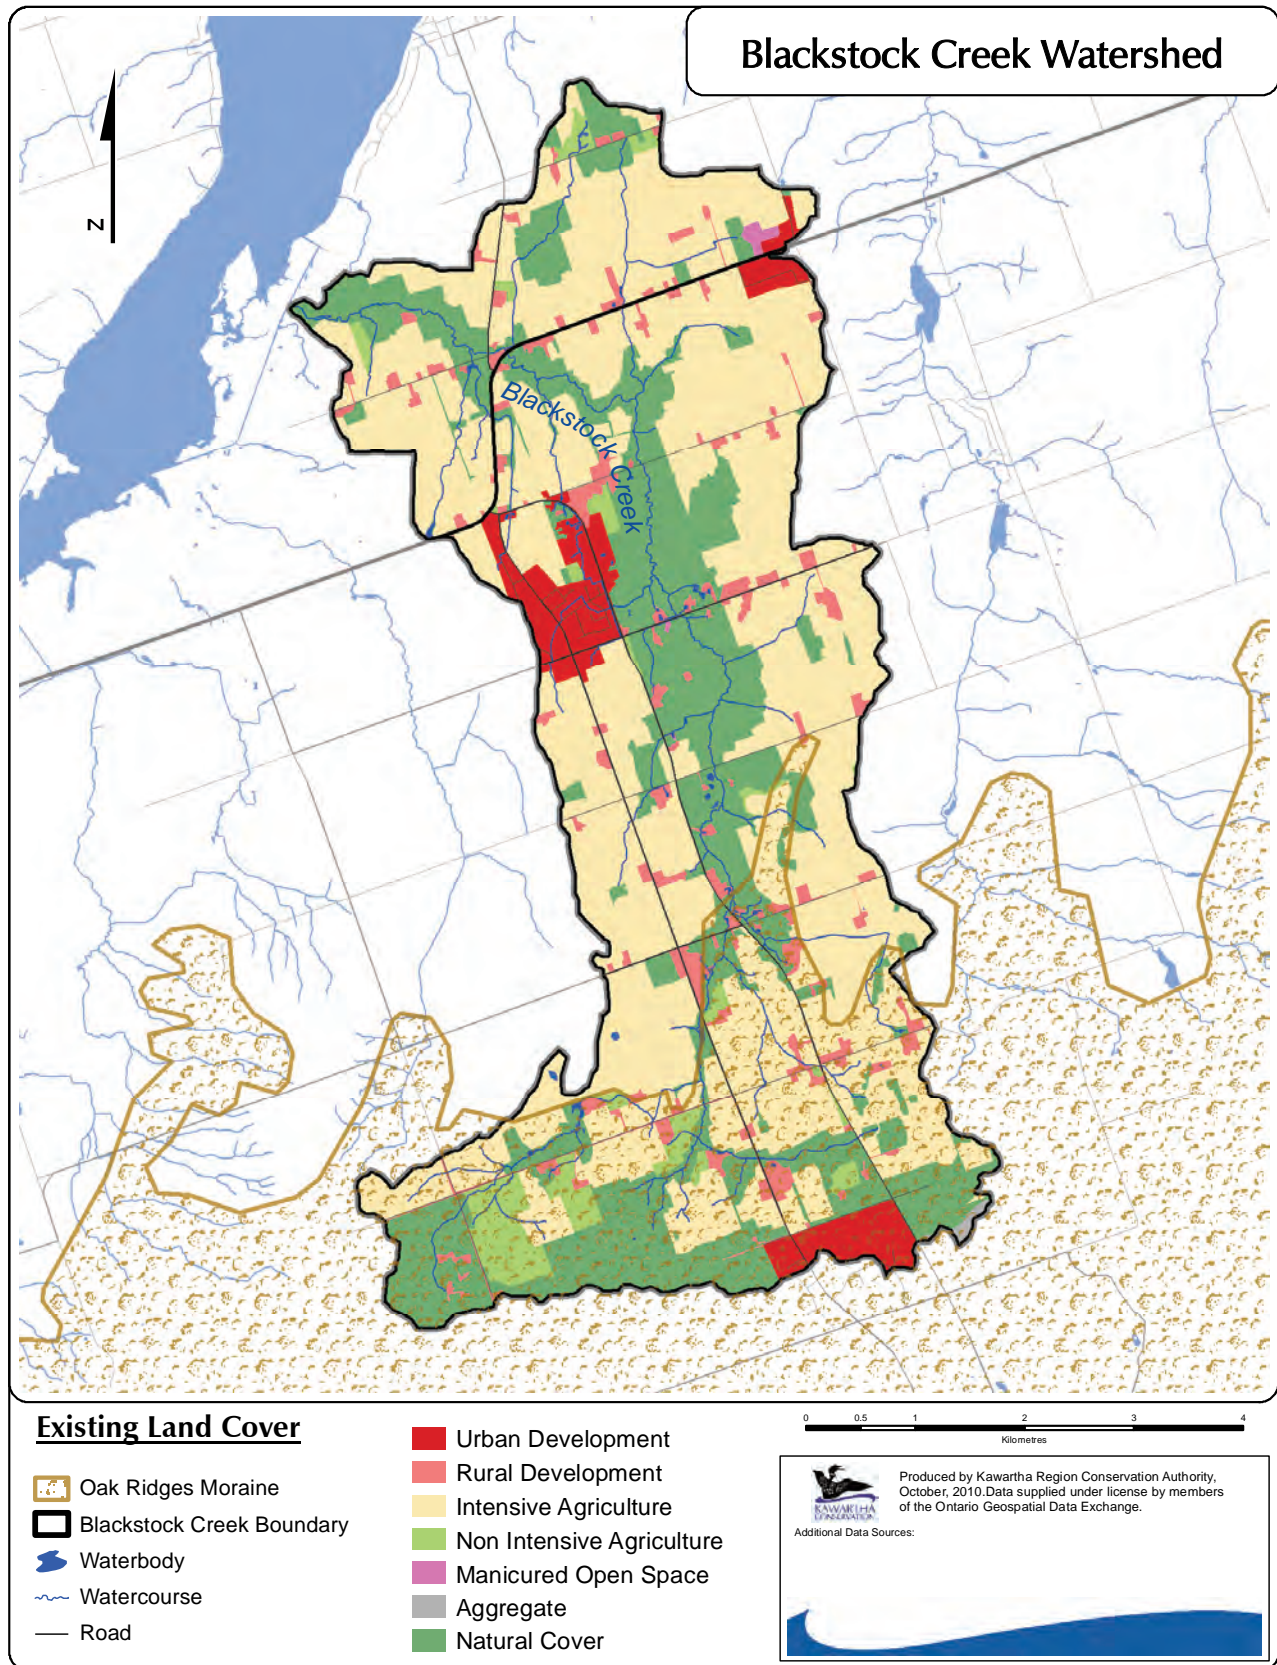 Blackstock Creek Watershed
N
Blackstock Creek
Existing Land Cover
Oak Ridges Moraine
Blackstock Creek Boundary
Waterbody
Watercourse
Road
Urban Development
Rural Development
Intensive Agriculture
Non Intensive Agriculture
Manicured Open Space
Aggregate
Natural Cover
0 0.5 1 2 3 4
Kilometres
KAWARTHA
CONSERVATION
Produced by Kawartha Region Conservation Authority,
October, 2010.Data supplied under license by members
of the Ontario Geospatial Data Exchange.
Additional Data Sources: